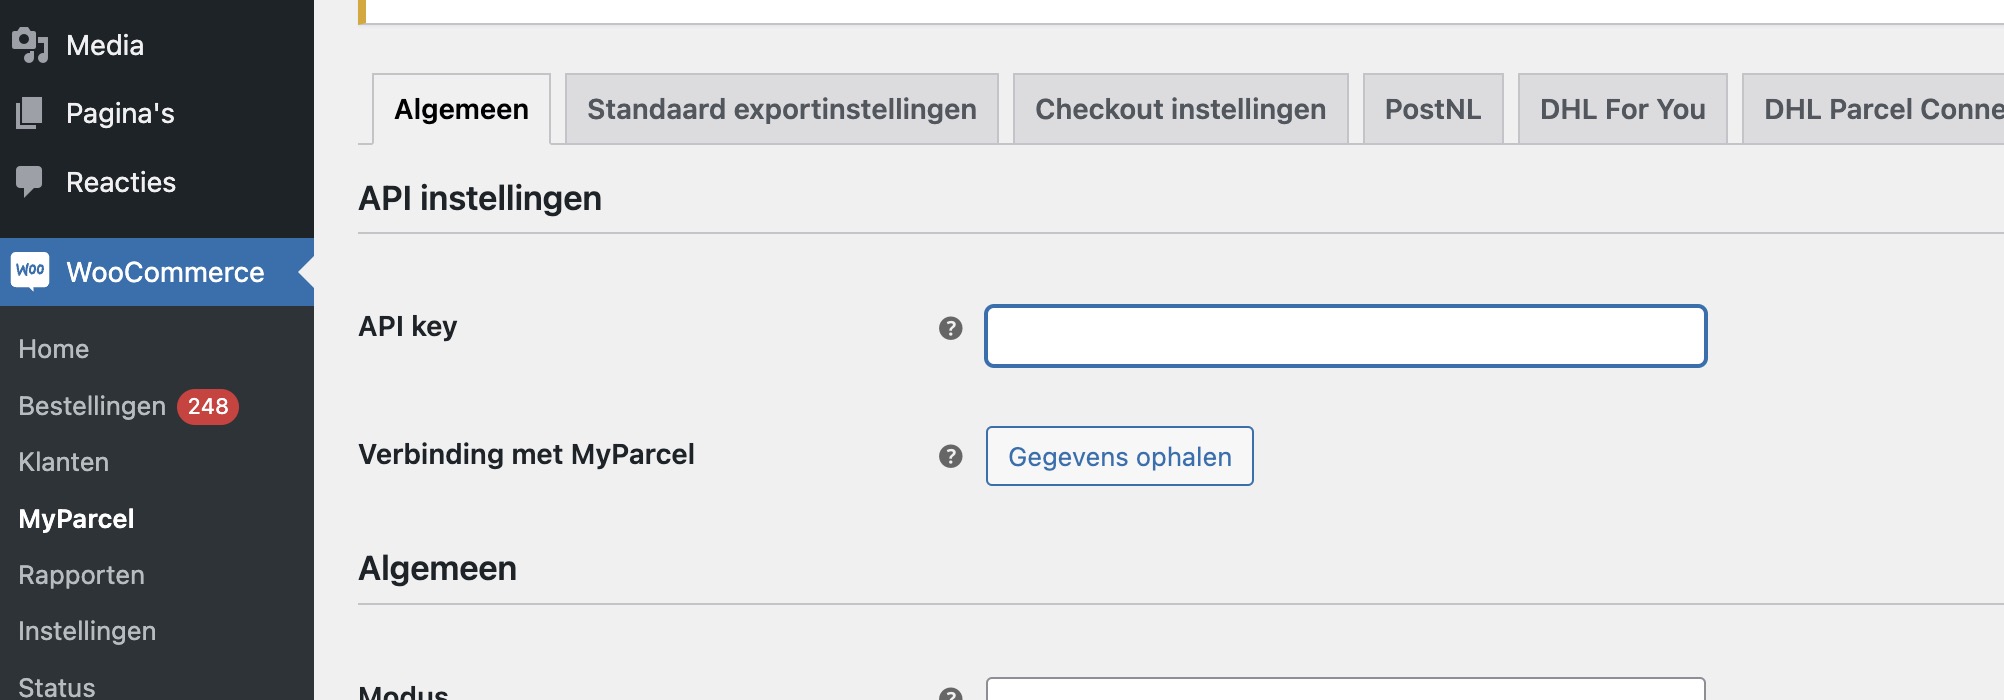 Media
Pagina's
Reacties
Woo
WooCommerce
Home
Bestellingen 248
Klanten
MyParcel
Rapporten
Instellingen
Status
Algemeen
Standaard exportinstellingen
Checkout instellingen
PostNL
DHL For You
DHL Parcel Conne
API instellingen
API key ?
Verbinding met MyParcel ?
Gegevens ophalen
Algemeen
Modus ?